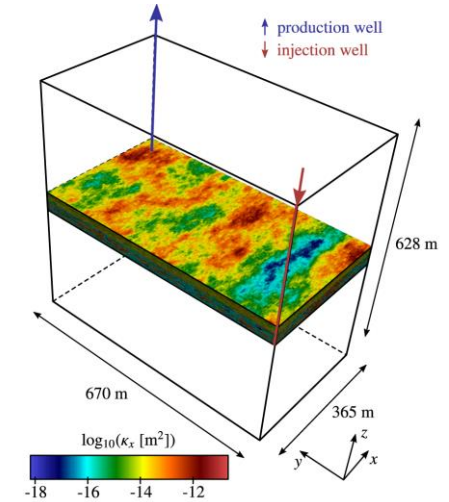 production well
injection well
628 m
670 m
365 m
log₁₀(κₓ [m²])
-18 -16 -14 -12
z
y x